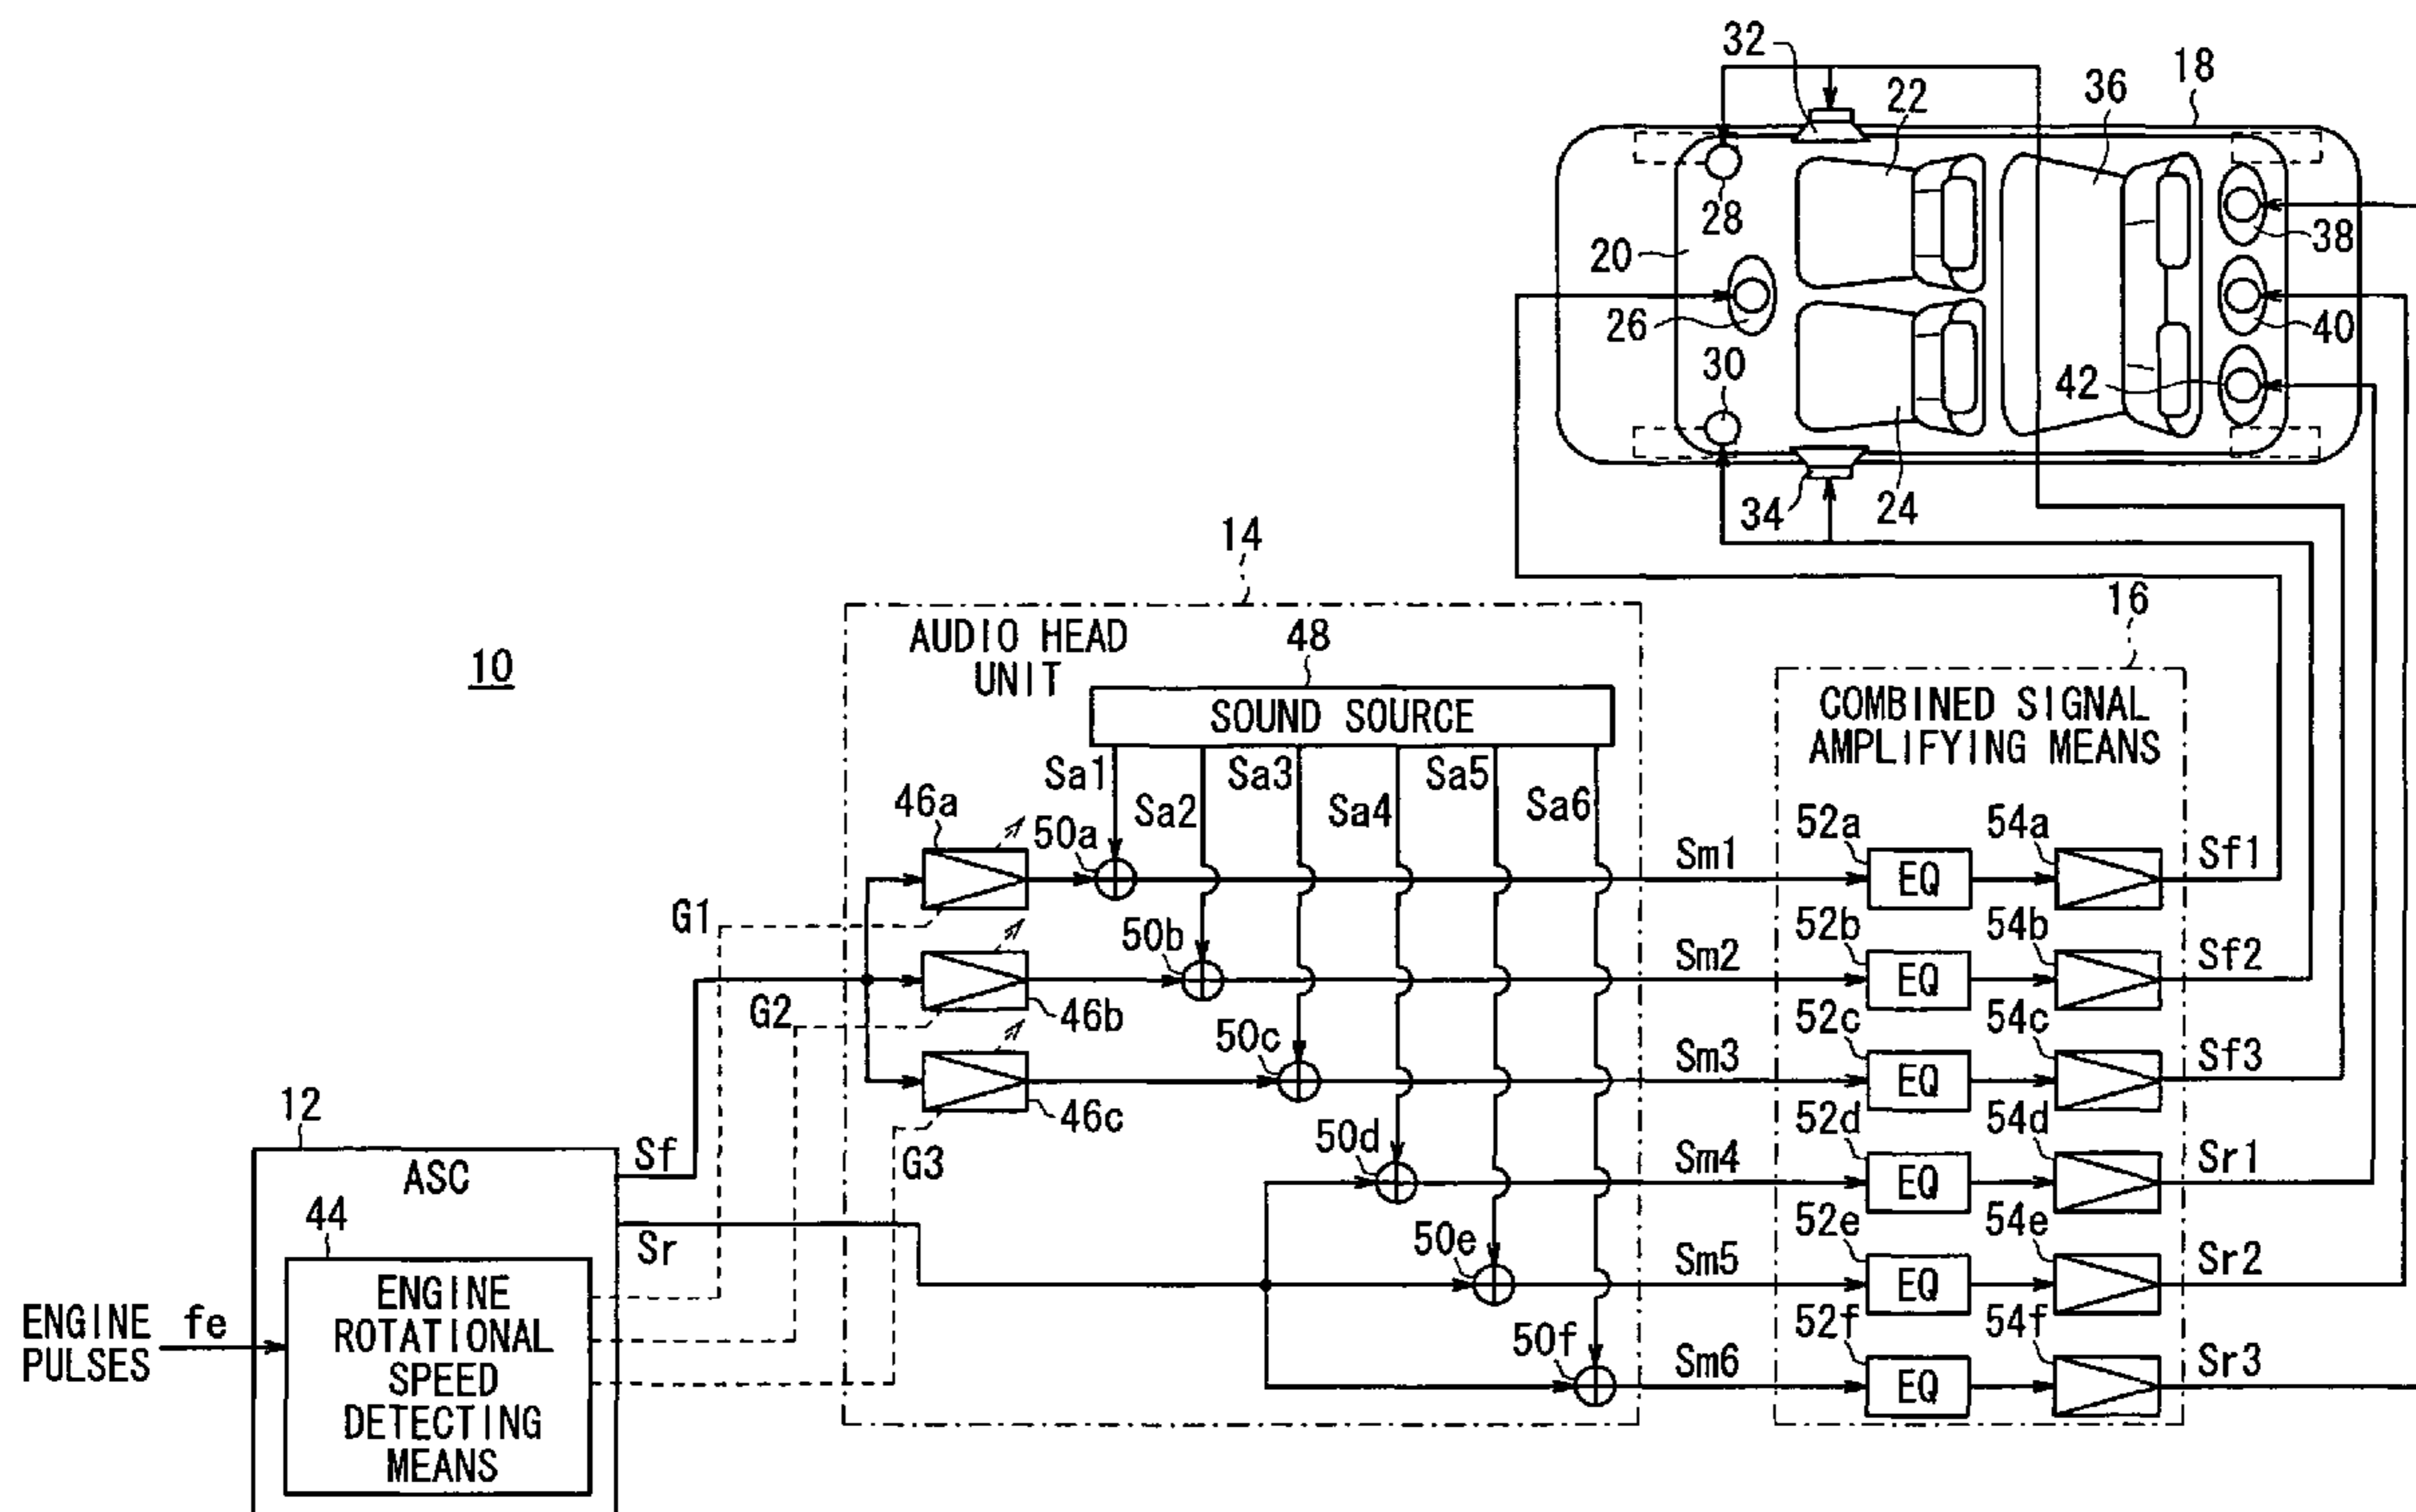 32
18
22
36
28
20
38
26
40
30
42
34
24
14
16
10
AUDIO HEAD
UNIT
48
SOUND SOURCE
COMBINED SIGNAL
AMPLIFYING MEANS
Sa1
Sa2
Sa3
Sa4
Sa5
Sa6
46a
50a
Sm1
52a
EQ
54a
Sf1
G1
50b
Sm2
52b
EQ
54b
Sf2
G2
46b
50c
Sm3
52c
EQ
54c
Sf3
46c
12
ASC
Sf
G3
50d
Sm4
52d
EQ
54d
Sr1
44
Sr
50e
Sm5
52e
EQ
54e
Sr2
ENGINE
PULSES
fe
ENGINE
ROTATIONAL
SPEED
DETECTING
MEANS
50f
Sm6
52f
EQ
54f
Sr3